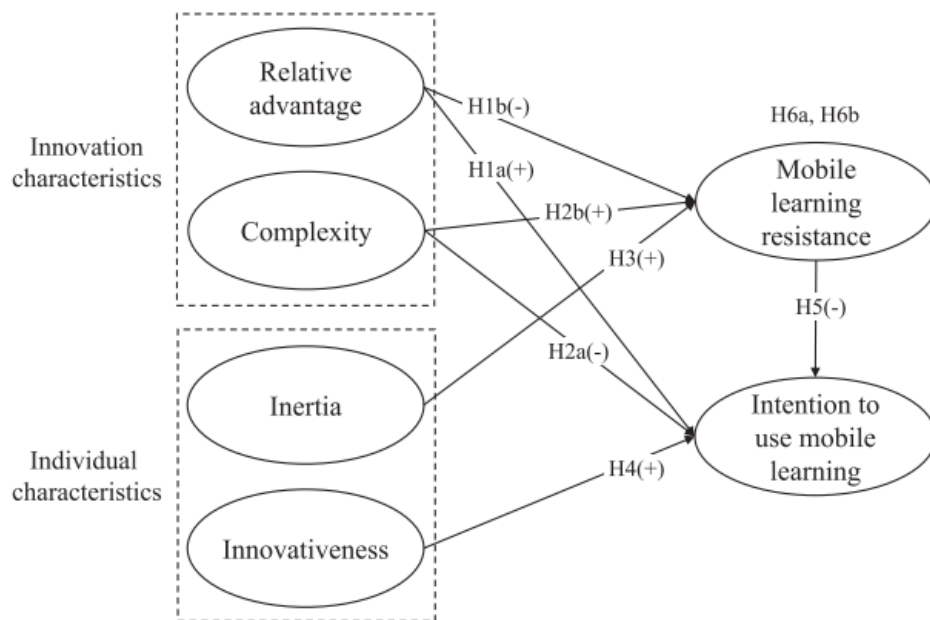 Relative
advantage
H1b(-)
H6a, H6b
Innovation
characteristics
H1a(+)
Mobile
learning
resistance
Complexity
H2b(+)
H3(+)
H5(-)
H2a(-)
Inertia
Intention to
use mobile
learning
Individual
characteristics
H4(+)
Innovativeness